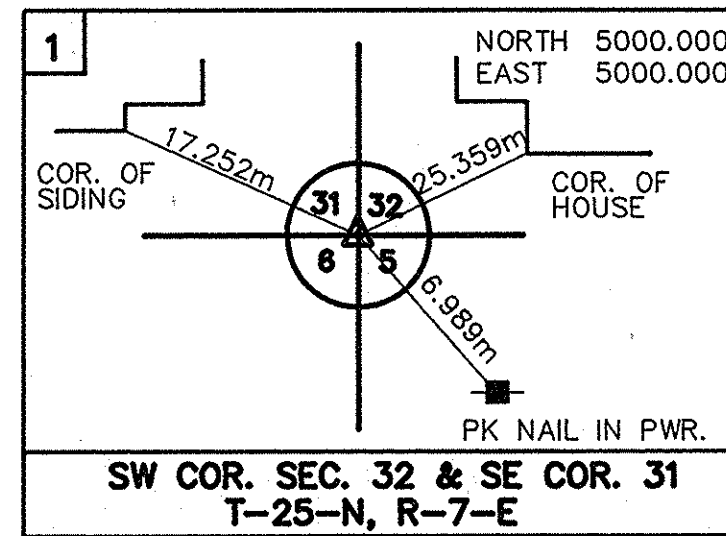 1
NORTH 5000.000
EAST 5000.000
17.252m
25.359m
COR. OF
SIDING
COR. OF
HOUSE
31 32
6 5
6.989m
PK NAIL IN PWR.
SW COR. SEC. 32 & SE COR. 31
T-25-N, R-7-E